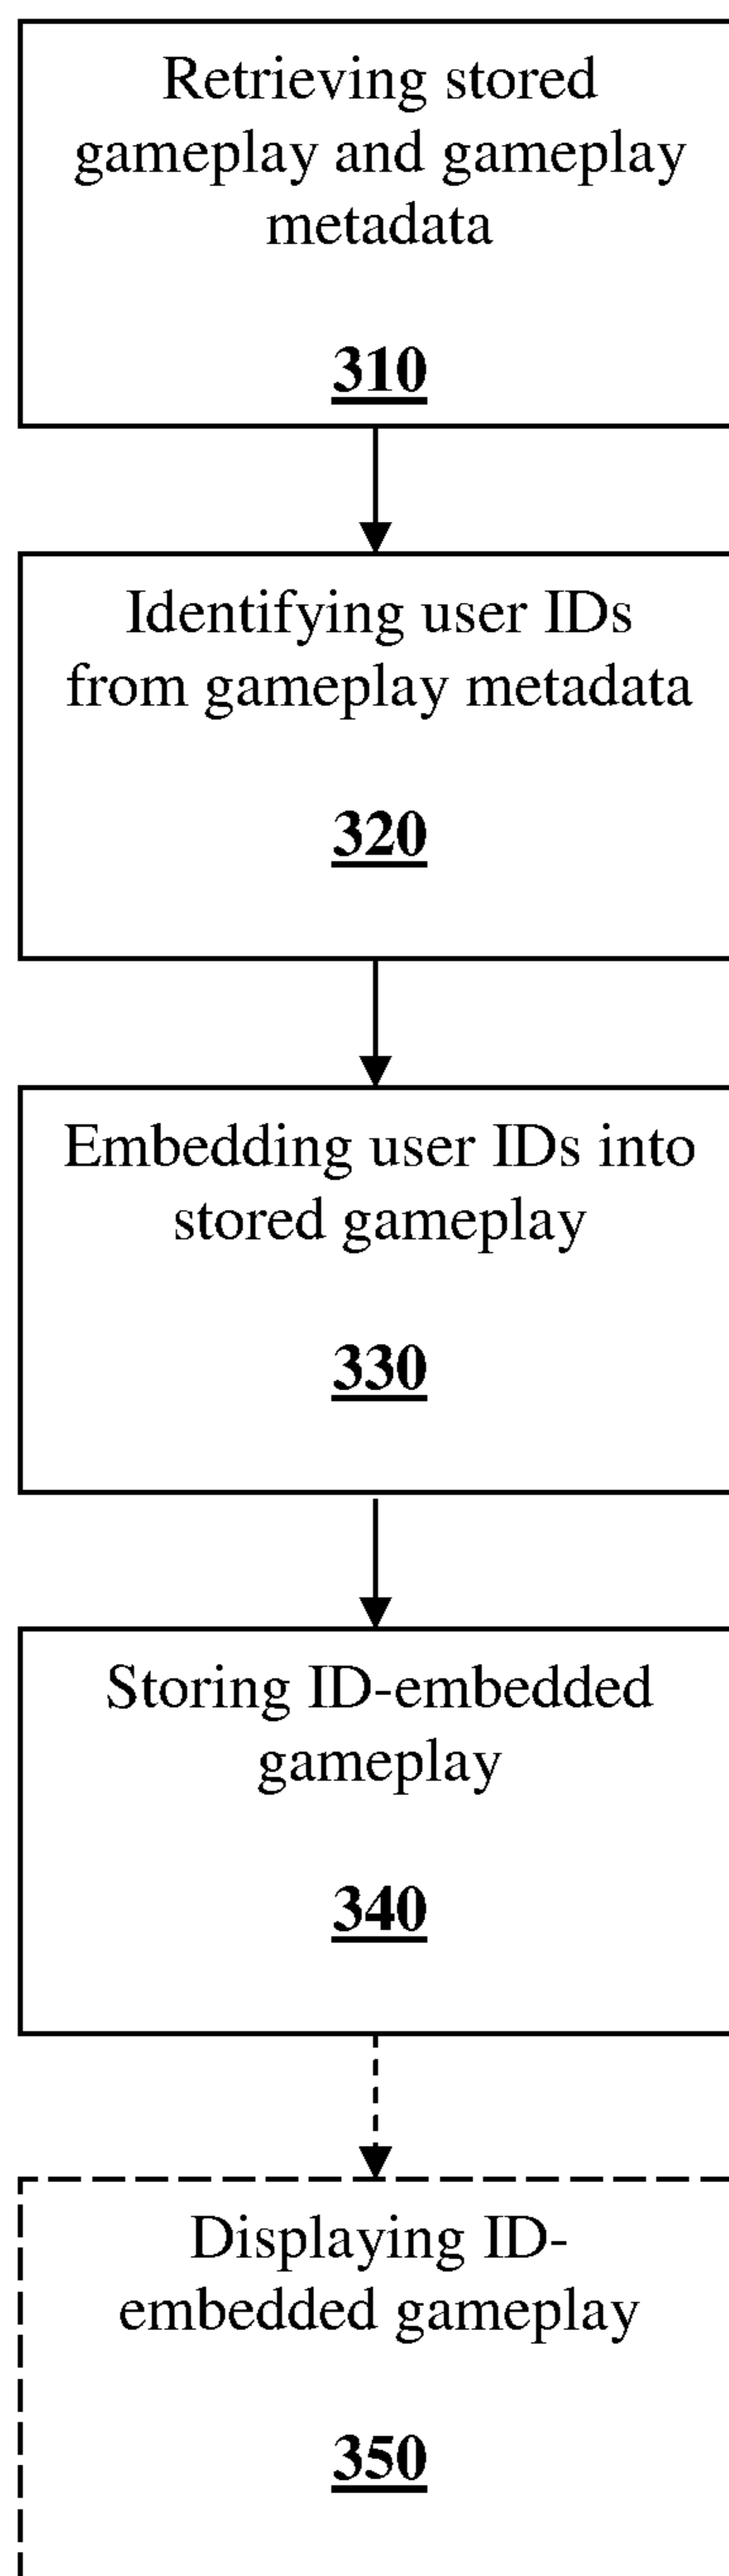 Retrieving stored
gameplay and gameplay
metadata
310
Identifying user IDs
from gameplay metadata
320
Embedding user IDs into
stored gameplay
330
Storing ID-embedded
gameplay
340
Displaying ID-
embedded gameplay
350